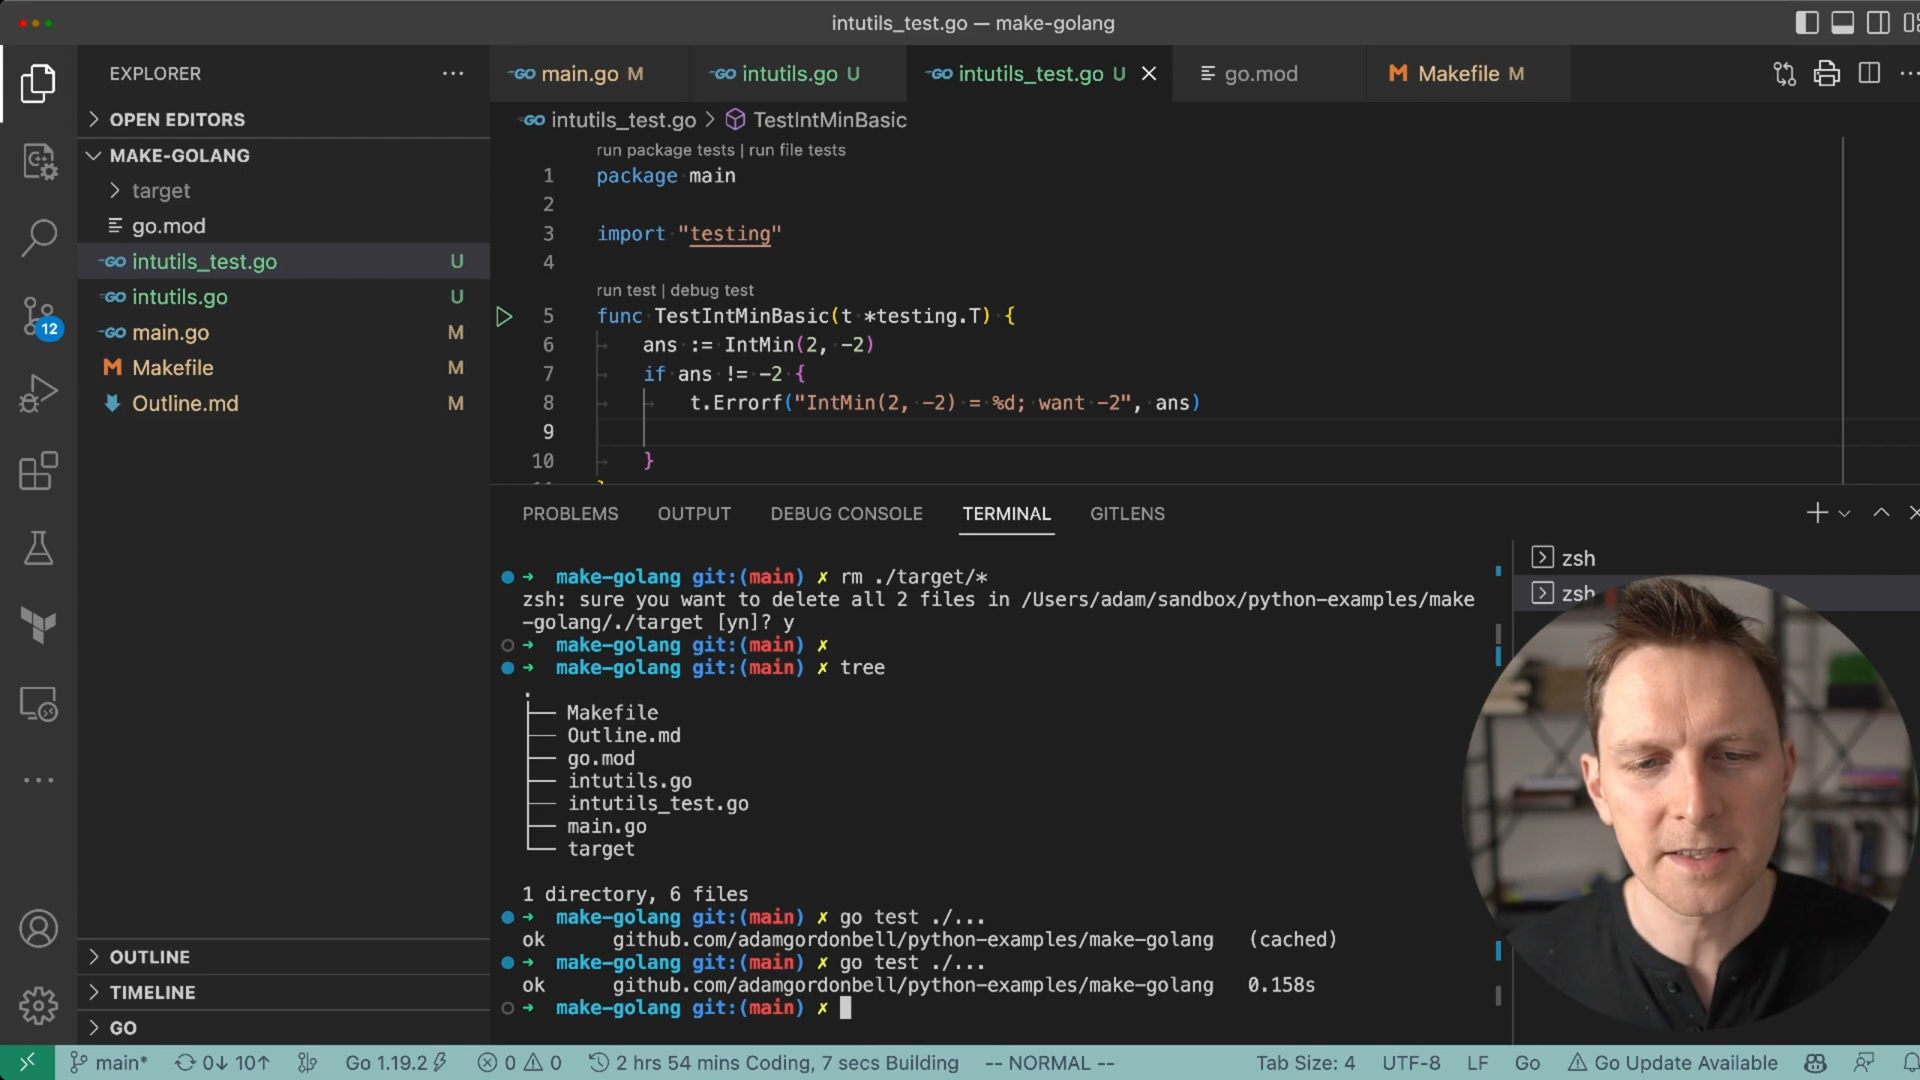 intutils_test.go — make-golang
EXPLORER
OPEN EDITORS
MAKE-GOLANG
target
go.mod
intutils_test.go U
intutils.go U
main.go M
Makefile M
Outline.md M
12
OUTLINE
TIMELINE
GO
main.go M
intutils.go U
intutils_test.go U
go.mod
Makefile M
intutils_test.go > TestIntMinBasic
run package tests | run file tests
1 package main
2
3 import "testing"
4
run test | debug test
5 func TestIntMinBasic(t *testing.T) {
6 ans := IntMin(2, -2)
7 if ans != -2 {
8 t.Errorf("IntMin(2, -2) = %d; want -2", ans)
9
10 }
PROBLEMS OUTPUT DEBUG CONSOLE TERMINAL GITLENS
➜ make-golang git:(main) ✗ rm ./target/*
zsh: sure you want to delete all 2 files in /Users/adam/sandbox/python-examples/make
-golang/./target [yn]? y
➜ make-golang git:(main) ✗
➜ make-golang git:(main) ✗ tree
.
├── Makefile
├── Outline.md
├── go.mod
├── intutils.go
├── intutils_test.go
├── main.go
└── target
1 directory, 6 files
➜ make-golang git:(main) ✗ go test ./...
ok github.com/adamgordonbell/python-examples/make-golang (cached)
➜ make-golang git:(main) ✗ go test ./...
ok github.com/adamgordonbell/python-examples/make-golang 0.158s
➜ make-golang git:(main) ✗
zsh
zsh
main* 0↓ 10↑ Go 1.19.2 0 0 2 hrs 54 mins Coding, 7 secs Building -- NORMAL -- Tab Size: 4 UTF-8 LF Go Go Update Available